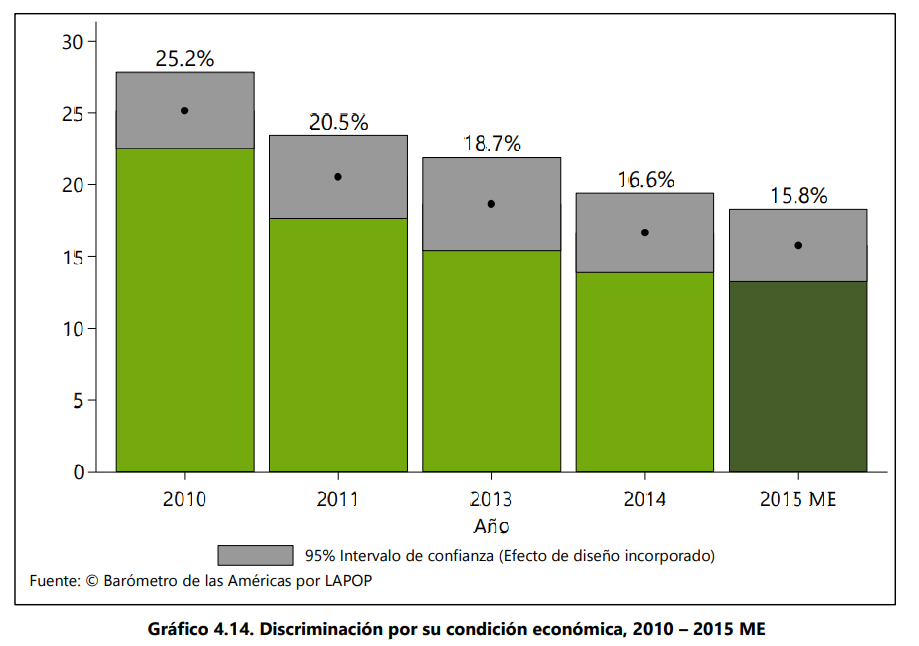 30
25.2%
25
20.5%
18.7%
20
16.6%
15.8%
15
10
5
0
2010 2011 2013 2014 2015 ME
Año
95% Intervalo de confianza (Efecto de diseño incorporado)
Fuente: © Barómetro de las Américas por LAPOP
Gráfico 4.14. Discriminación por su condición económica, 2010 – 2015 ME